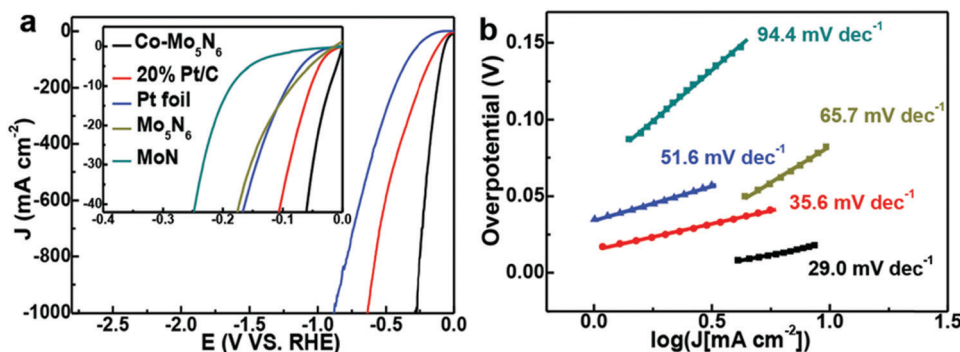 a
J (mA cm⁻²)
0
-200
-400
-600
-800
-1000
0
-10
-20
-30
-40
-0.4
-0.3
-0.2
-0.1
0.0
Co-Mo₅N₆
20% Pt/C
Pt foil
Mo₅N₆
MoN
-2.5
-2.0
-1.5
-1.0
-0.5
0.0
E (V VS. RHE)
b
Overpotential (V)
0.15
0.10
0.05
0.00
94.4 mV dec⁻¹
65.7 mV dec⁻¹
51.6 mV dec⁻¹
35.6 mV dec⁻¹
29.0 mV dec⁻¹
0.0
0.5
1.0
1.5
log(J[mA cm⁻²])